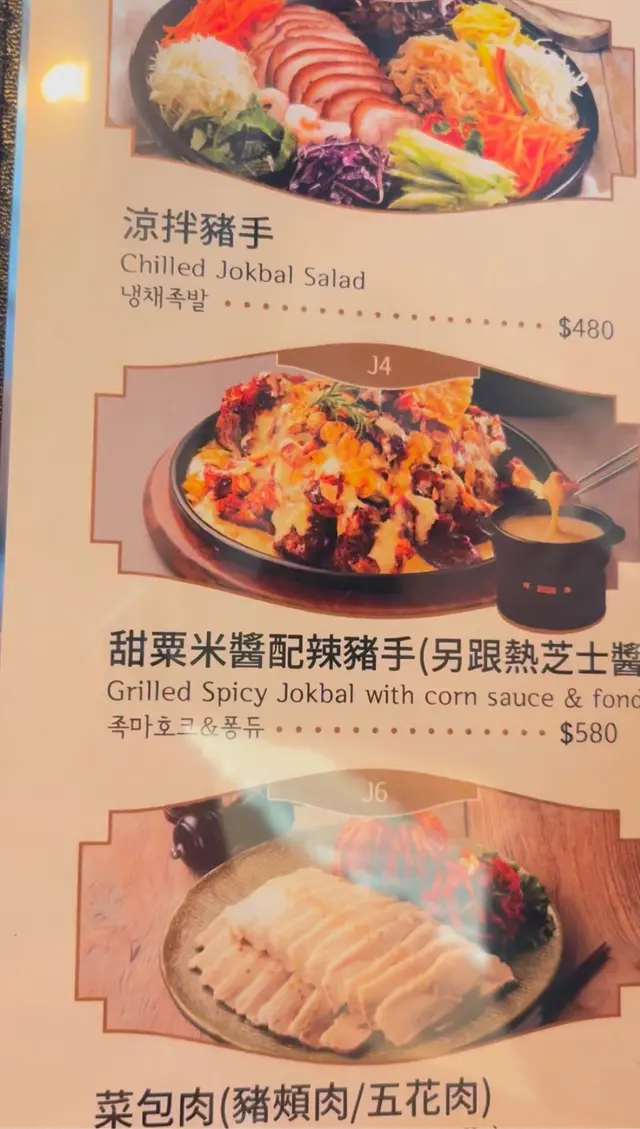 涼拌豬手
Chilled Jokbal Salad
냉채족발 $480
J4
甜粟米醬配辣豬手(另跟熱芝士醬
Grilled Spicy Jokbal with corn sauce & fond
족마호크&퐁듀 $580
J6
菜包肉(豬頰肉/五花肉)